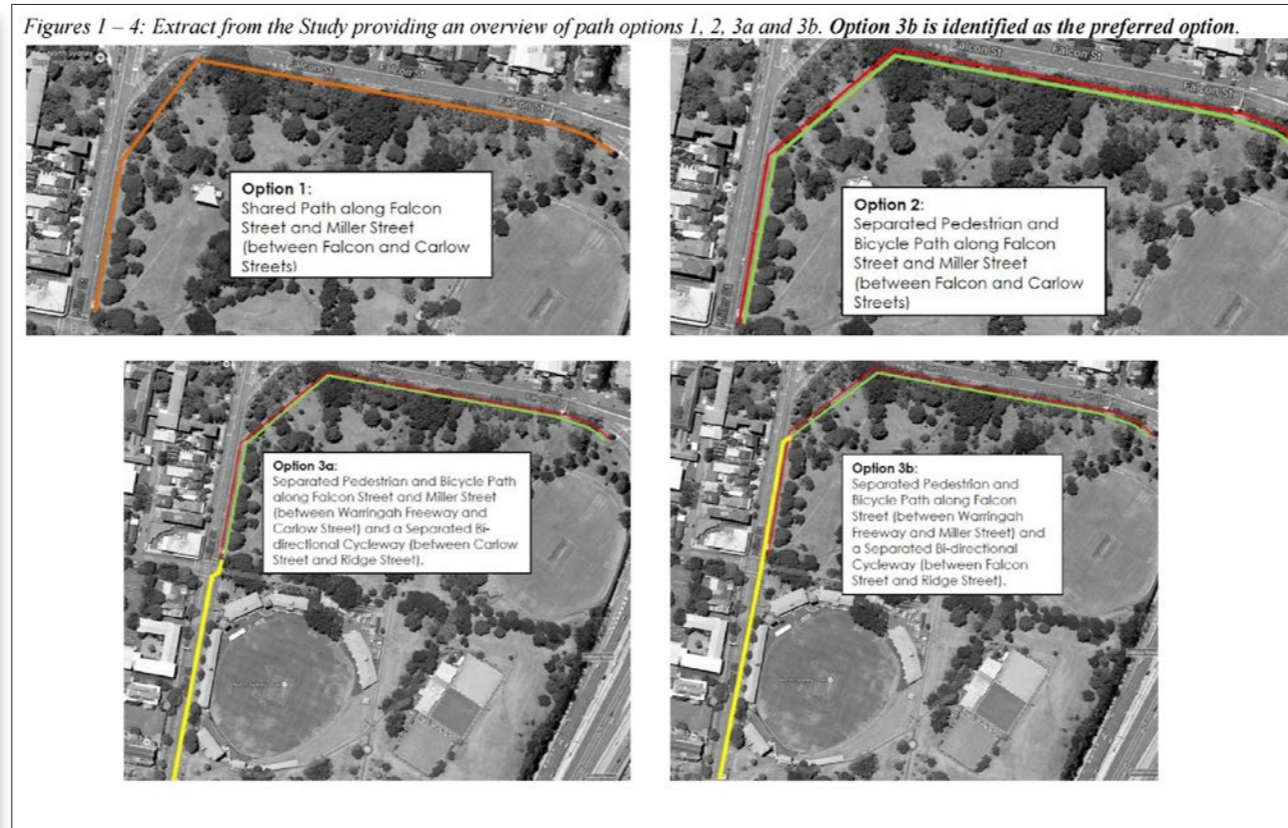 Figures 1 – 4: Extract from the Study providing an overview of path options 1, 2, 3a and 3b. Option 3b is identified as the preferred option.
Falcon St
Falcon St
Falcon St
Option 1:
Shared Path along Falcon
Street and Miller Street
(between Falcon and Carlow
Streets)
Miller St
Falcon St
Falcon St
Falcon St
Option 2:
Separated Pedestrian and
Bicycle Path along Falcon
Street and Miller Street
(between Falcon and Carlow
Streets)
Option 3a:
Separated Pedestrian and Bicycle Path
along Falcon Street and Miller Street
(between Warringah Freeway and
Carlow Street) and a Separated Bi-
directional Cycleway (between Carlow
Street and Ridge Street).
Option 3b:
Separated Pedestrian and
Bicycle Path along Falcon
Street (between Warringah
Freeway and Miller Street) and
a Separated Bi-directional
Cycleway (between Falcon
Street and Ridge Street).